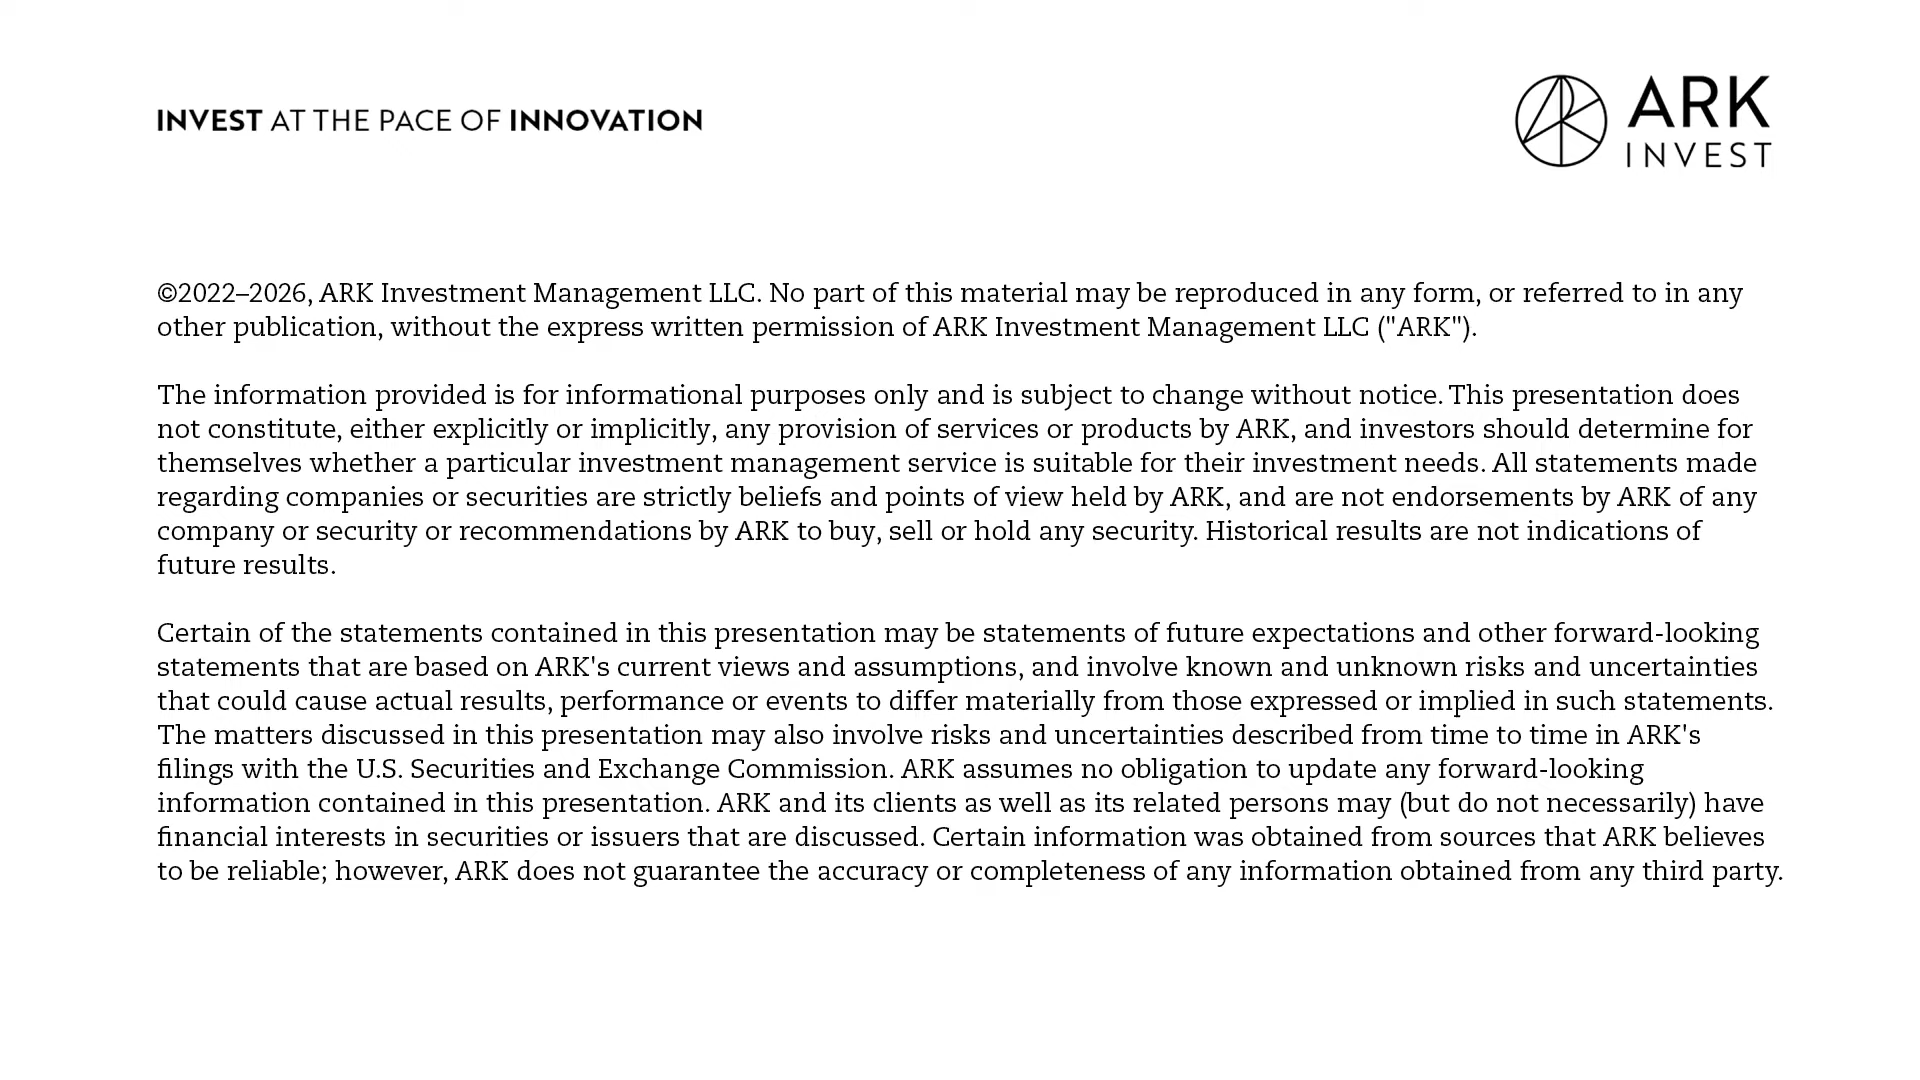 INVEST AT THE PACE OF INNOVATION
ARK
INVEST
©2022–2026, ARK Investment Management LLC. No part of this material may be reproduced in any form, or referred to in any
other publication, without the express written permission of ARK Investment Management LLC ("ARK").
The information provided is for informational purposes only and is subject to change without notice. This presentation does
not constitute, either explicitly or implicitly, any provision of services or products by ARK, and investors should determine for
themselves whether a particular investment management service is suitable for their investment needs. All statements made
regarding companies or securities are strictly beliefs and points of view held by ARK, and are not endorsements by ARK of any
company or security or recommendations by ARK to buy, sell or hold any security. Historical results are not indications of
future results.
Certain of the statements contained in this presentation may be statements of future expectations and other forward-looking
statements that are based on ARK's current views and assumptions, and involve known and unknown risks and uncertainties
that could cause actual results, performance or events to differ materially from those expressed or implied in such statements.
The matters discussed in this presentation may also involve risks and uncertainties described from time to time in ARK's
filings with the U.S. Securities and Exchange Commission. ARK assumes no obligation to update any forward-looking
information contained in this presentation. ARK and its clients as well as its related persons may (but do not necessarily) have
financial interests in securities or issuers that are discussed. Certain information was obtained from sources that ARK believes
to be reliable; however, ARK does not guarantee the accuracy or completeness of any information obtained from any third party.